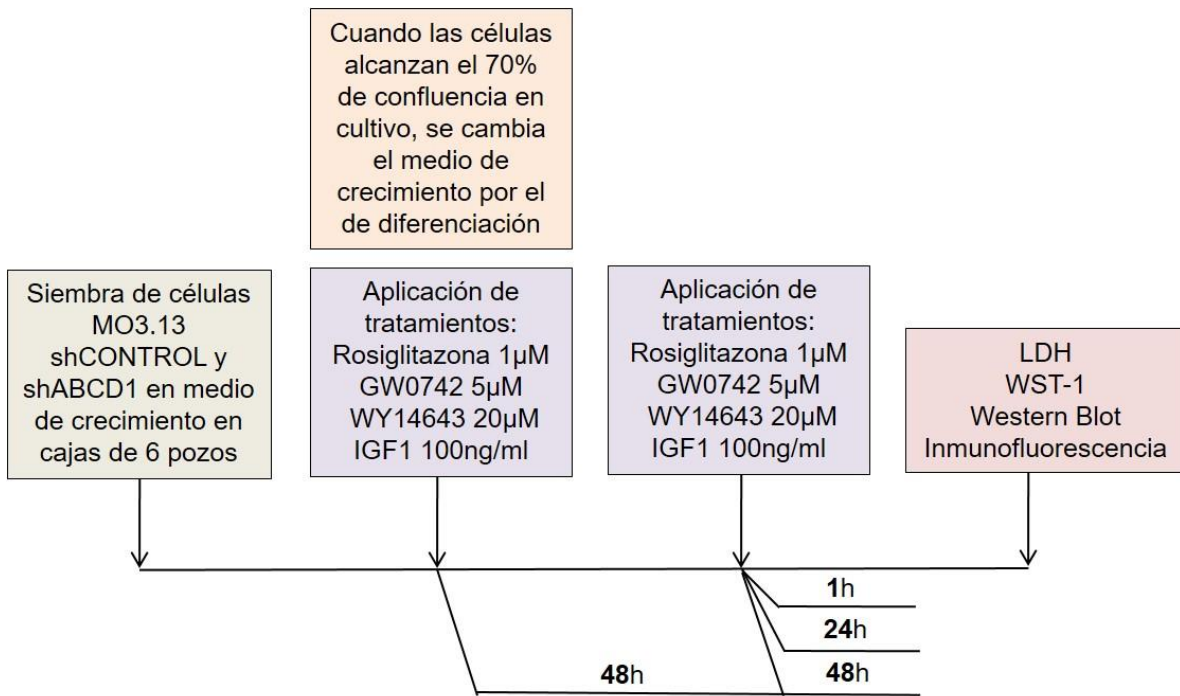 Cuando las células
alcanzan el 70%
de confluencia en
cultivo, se cambia
el medio de
crecimiento por el
de diferenciación
Siembra de células
MO3.13
shCONTROL y
shABCD1 en medio
de crecimiento en
cajas de 6 pozos
Aplicación de
tratamientos:
Rosiglitazona 1µM
GW0742 5µM
WY14643 20µM
IGF1 100ng/ml
Aplicación de
tratamientos:
Rosiglitazona 1µM
GW0742 5µM
WY14643 20µM
IGF1 100ng/ml
LDH
WST-1
Western Blot
Inmunofluorescencia
1h
24h
48h
48h